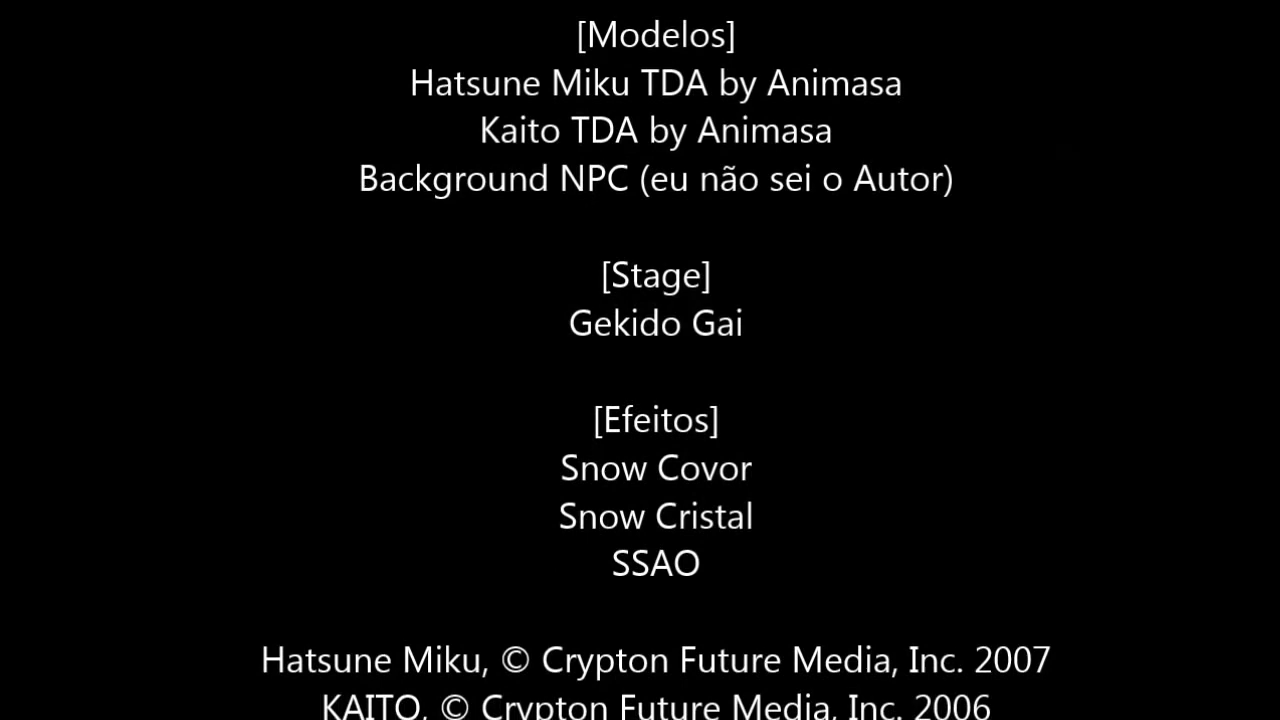 [Modelos]
Hatsune Miku TDA by Animasa
Kaito TDA by Animasa
Background NPC (eu não sei o Autor)
[Stage]
Gekido Gai
[Efeitos]
Snow Covor
Snow Cristal
SSAO
Hatsune Miku, © Crypton Future Media, Inc. 2007
KAITO, © Crypton Future Media, Inc. 2006